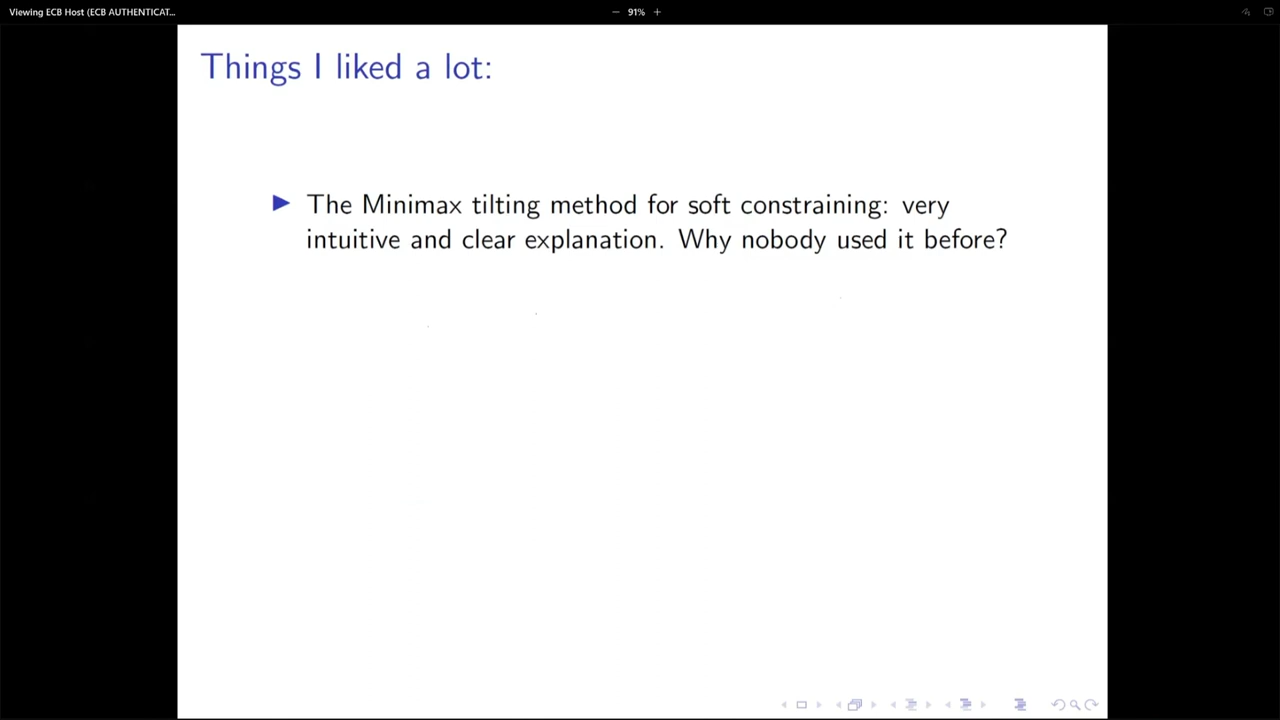 Viewing ECB Host (ECB AUTHENTICAT...
− 91% +
Things I liked a lot:
The Minimax tilting method for soft constraining: very
intuitive and clear explanation. Why nobody used it before?